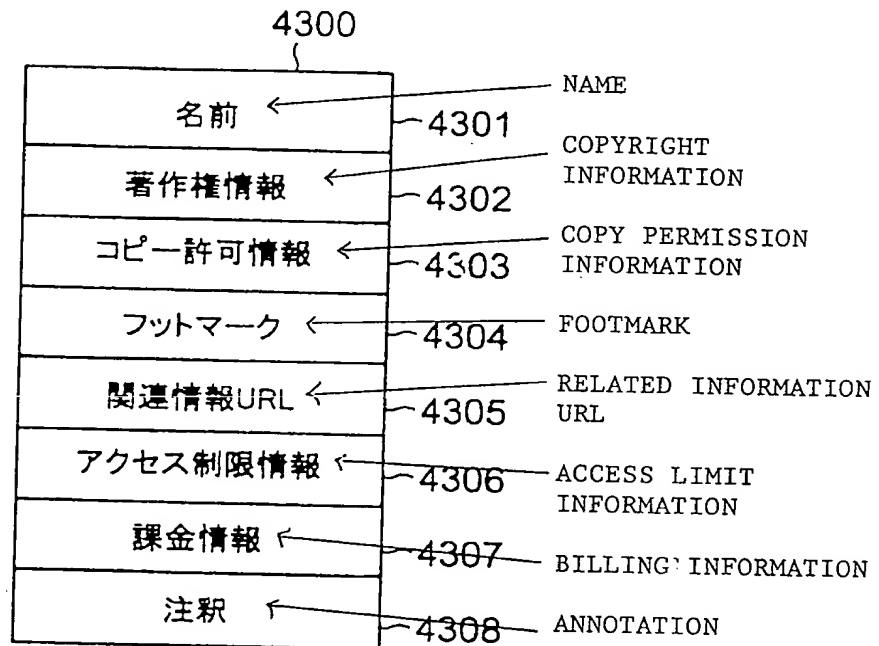 4300
名前
4301
NAME
著作権情報
4302
COPYRIGHT
INFORMATION
コピー許可情報
4303
COPY PERMISSION
INFORMATION
フットマーク
4304
FOOTMARK
関連情報URL
4305
RELATED INFORMATION
URL
アクセス制限情報
4306
ACCESS LIMIT
INFORMATION
課金情報
4307
BILLING INFORMATION
注釈
4308
ANNOTATION